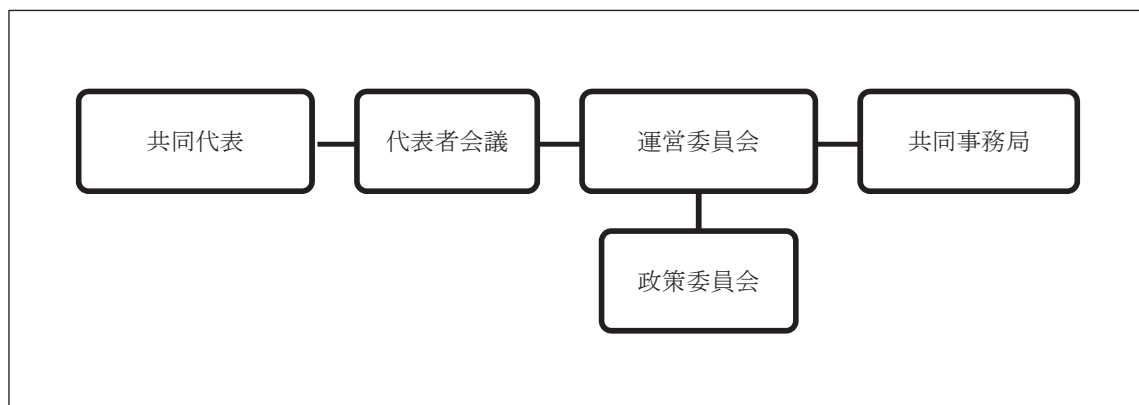 共同代表
代表者会議
運営委員会
共同事務局
政策委員会